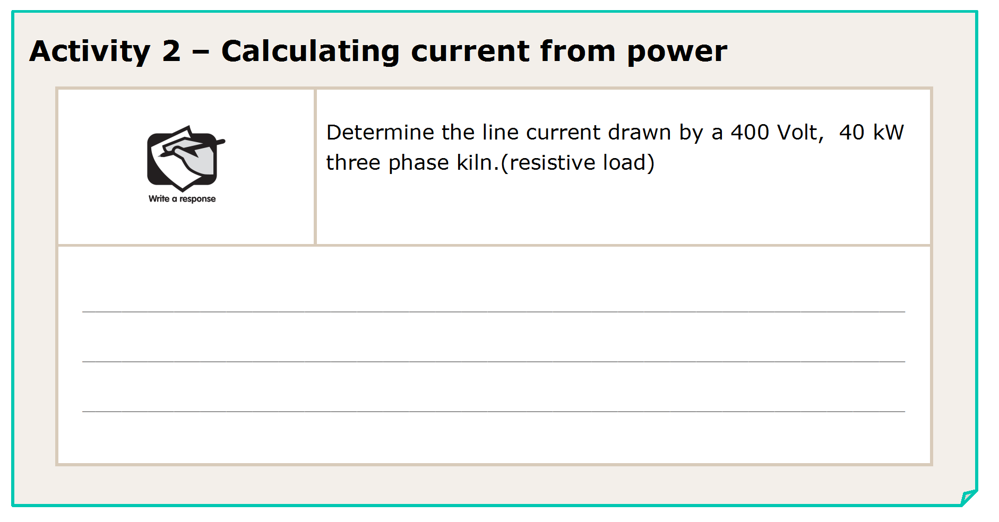 Activity 2 – Calculating current from power
Determine the line current drawn by a 400 Volt,  40 kW
three phase kiln.(resistive load)
Write a response